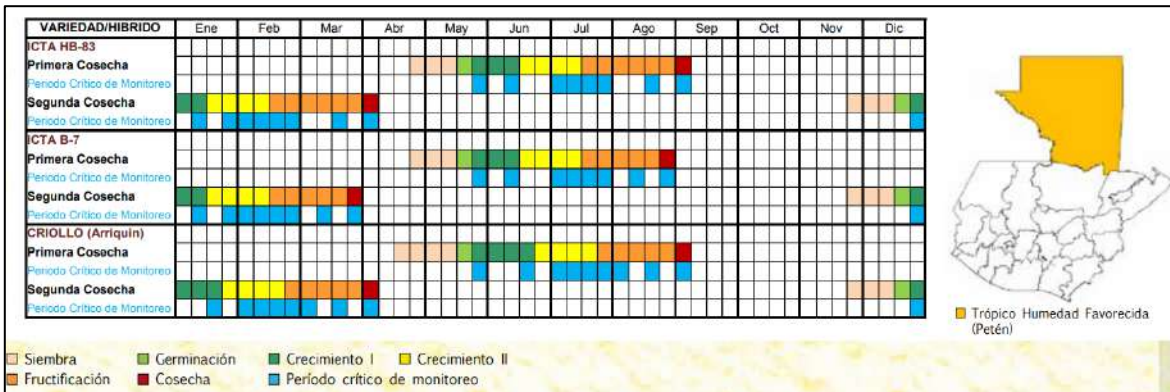 VARIEDAD/HIBRIDO Ene Feb Mar Abr May Jun Jul Ago Sep Oct Nov Dic
ICTA HB-83
Primera Cosecha
Periodo Crítico de Monitoreo
Segunda Cosecha
Periodo Crítico de Monitoreo
ICTA B-7
Primera Cosecha
Periodo Crítico de Monitoreo
Segunda Cosecha
Periodo Crítico de Monitoreo
CRIOLLO (Arriquin)
Primera Cosecha
Periodo Crítico de Monitoreo
Segunda Cosecha
Periodo Crítico de Monitoreo
Trópico Humedad Favorecida
(Petén)
Siembra Germinación Crecimiento I Crecimiento II
Fructificación Cosecha Período crítico de monitoreo